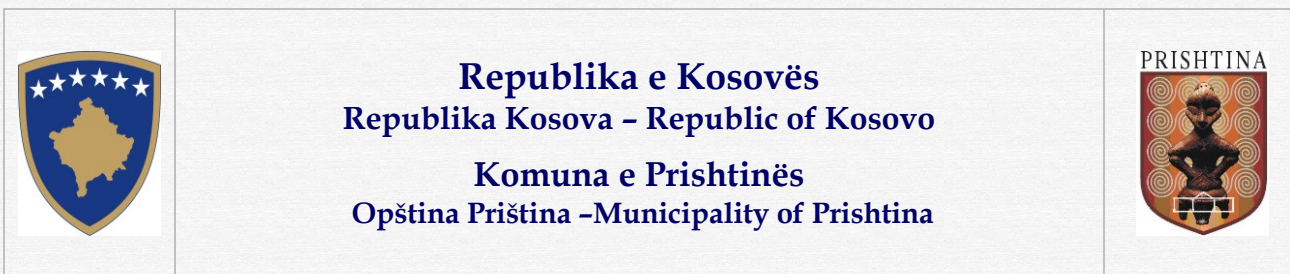 Republika e Kosovës
Republika Kosova – Republic of Kosovo
Komuna e Prishtinës
Opština Priština –Municipality of Prishtina
PRISHTINA